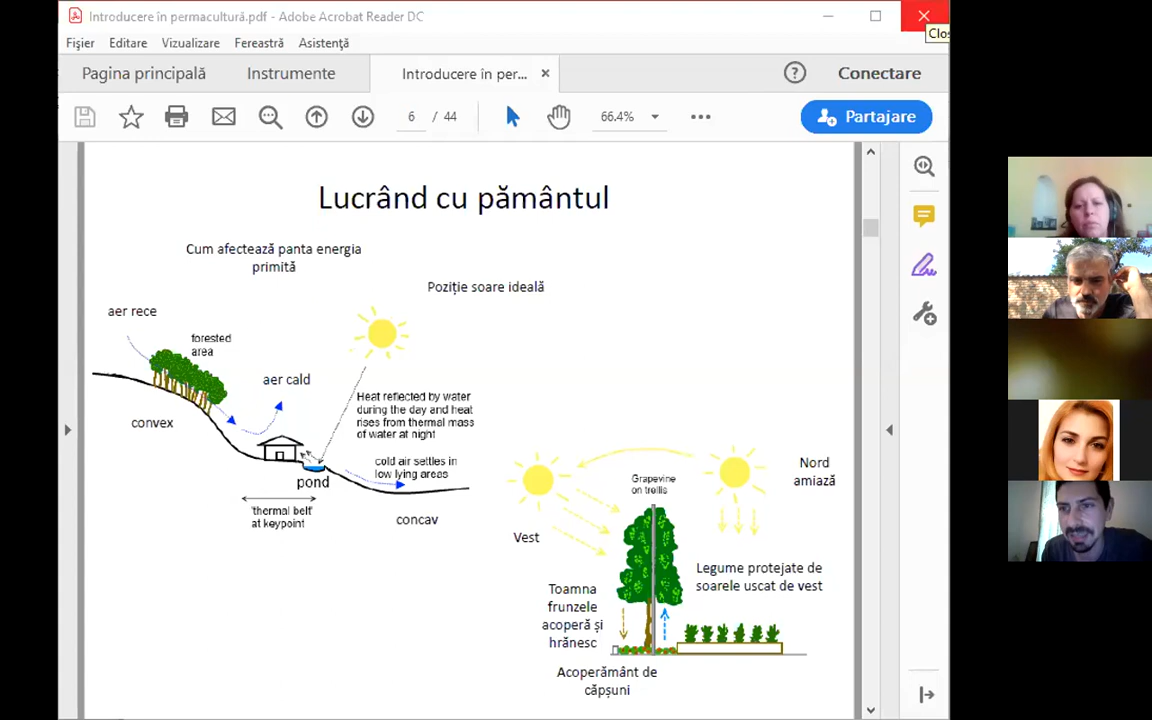 Introducere în permacultură.pdf - Adobe Acrobat Reader DC
Fișier Editare Vizualizare Fereastră Asistență
Pagina principală Instrumente Introducere în per...
Conectare
6 / 44
66.4%
Partajare
Lucrând cu pământul
Cum afectează panta energia
primită
Poziție soare ideală
aer rece
forested
area
aer cald
convex
Heat reflected by water
during the day and heat
rises from thermal mass
of water at night
cold air settles in
low lying areas
pond
'thermal belt'
at keypoint
concav
Grapevine
on trellis
Nord
amiază
Vest
Legume protejate de
soarele uscat de vest
Toamna
frunzele
acoperă și
hrănesc
Acoperământ de
căpșuni